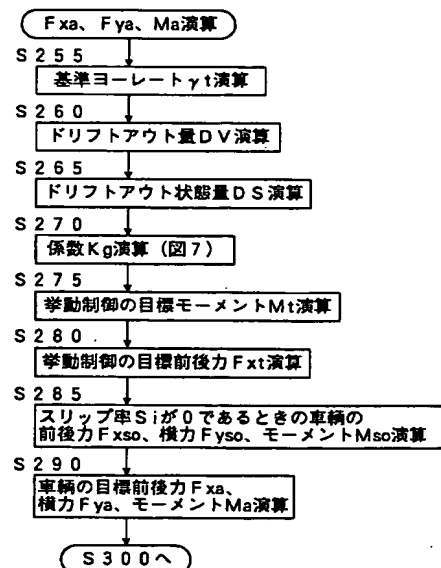 Fxa、Fya、Ma演算
S255
基準ヨーレートγt演算
S260
ドリフトアウト量DV演算
S265
ドリフトアウト状態量DS演算
S270
係数Kg演算(図7)
S275
挙動制御の目標モーメントMt演算
S280
挙動制御の目標前後力Fxt演算
S285
スリップ率Siが0であるときの車輌の
前後力Fxso、横力Fyso、モーメントMso演算
S290
車輌の目標前後力Fxa、
横力Fya、モーメントMa演算
S300へ